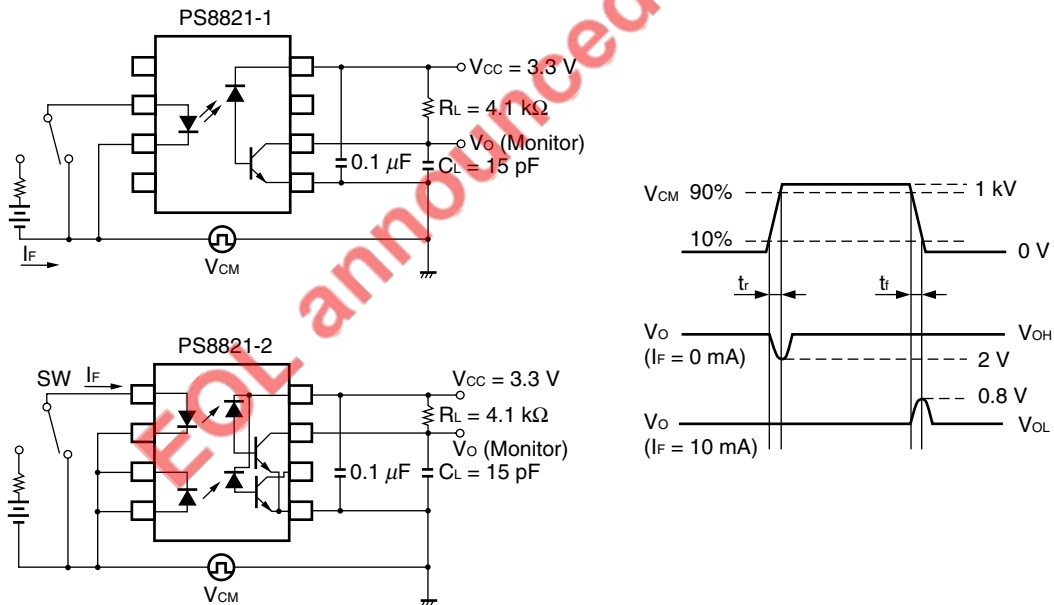 PS8821-1
VCC = 3.3 V
RL = 4.1 kΩ
VO (Monitor)
0.1 μF
CL = 15 pF
IF
VCM
PS8821-2
SW
IF
VCC = 3.3 V
RL = 4.1 kΩ
VO (Monitor)
0.1 μF
CL = 15 pF
VCM
VCM 90%
1 kV
10%
0 V
tr
tf
VO
(IF = 0 mA)
VOH
2 V
0.8 V
VO
(IF = 10 mA)
VOL
EOL announced